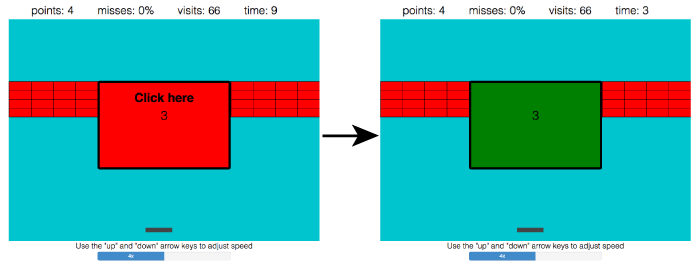 points: 4 misses: 0% visits: 66 time: 9
Click here
3
Use the "up" and "down" arrow keys to adjust speed
4x
points: 4 misses: 0% visits: 66 time: 3
3
Use the "up" and "down" arrow keys to adjust speed
4x